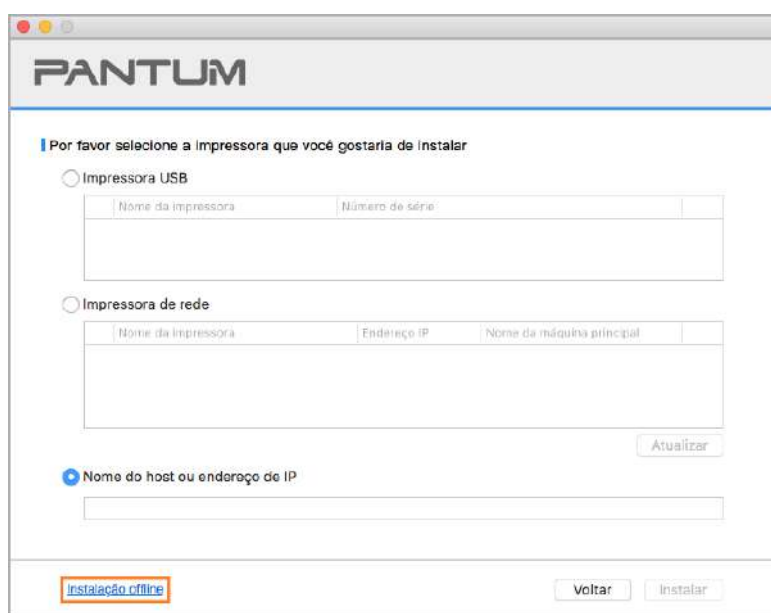 PANTUM
Por favor selecione a impressora que você gostaria de instalar
Impressora USB
Nome da impressora Número de série
Impressora de rede
Nome da impressora Endereço IP Nome da máquina principal
Atualizar
Nome do host ou endereço de IP
Instalação offline Voltar Instalar